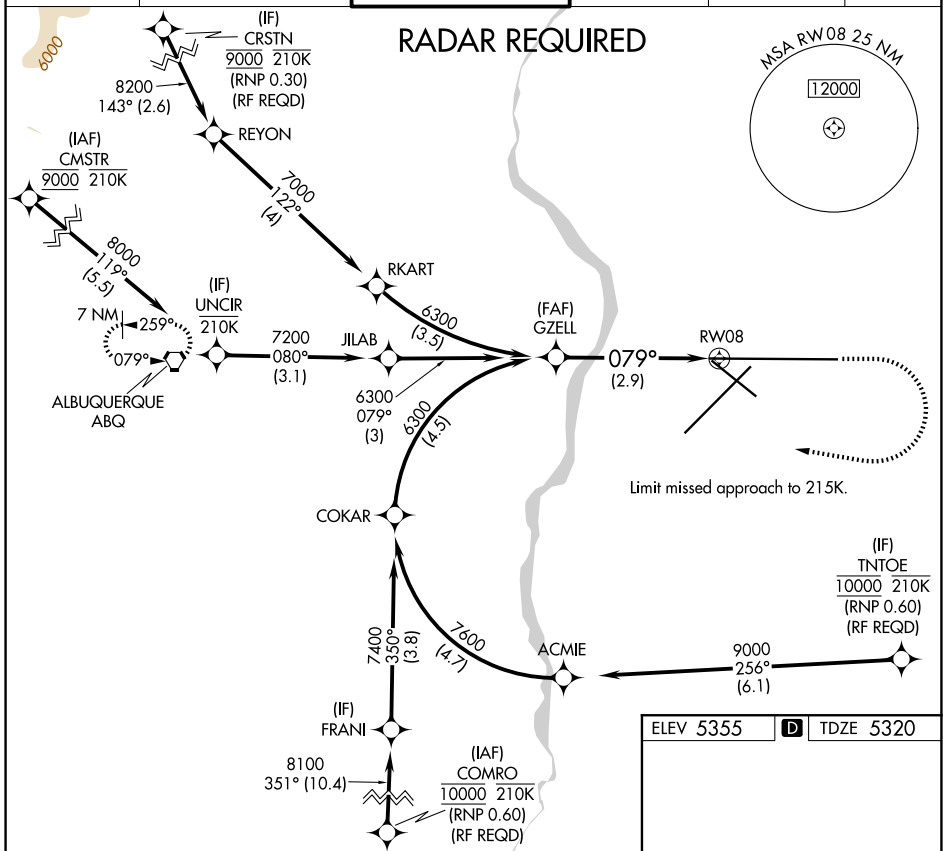 RADAR REQUIRED
6000
(IF)
CRSTN
9000 210K
(RNP 0.30)
(RF REQD)
8200
143° (2.6)
REYON
MSA RW08 25 NM
12000
(IAF)
CMSTR
9000 210K
8000
119°
(5.5)
7000
122°
(4)
RKART
6300
(3.5)
(IF)
UNCIR
210K
7 NM
259°
079°
ALBUQUERQUE
ABQ
7200
080°
(3.1)
JILAB
6300
079°
(3)
(FAF)
GZELL
079°
(2.9)
RW08
6300
(4.5)
Limit missed approach to 215K.
COKAR
(IF)
TNTOE
10000 210K
(RNP 0.60)
(RF REQD)
7400
350°
(3.8)
7600
(4.7)
ACMIE
9000
256°
(6.1)
(IF)
FRANI
8100
351° (10.4)
(IAF)
COMRO
10000 210K
(RNP 0.60)
(RF REQD)
ELEV 5355 D TDZE 5320